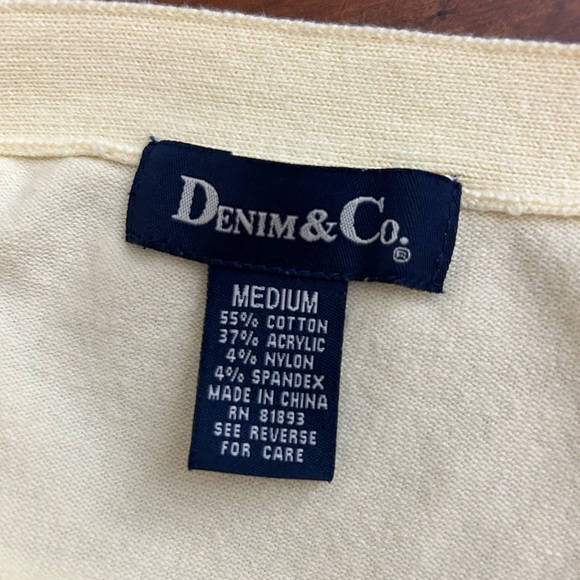 DENIM & CO.®
MEDIUM
55% COTTON
37% ACRYLIC
4% NYLON
4% SPANDEX
MADE IN CHINA
RN 81893
SEE REVERSE
FOR CARE